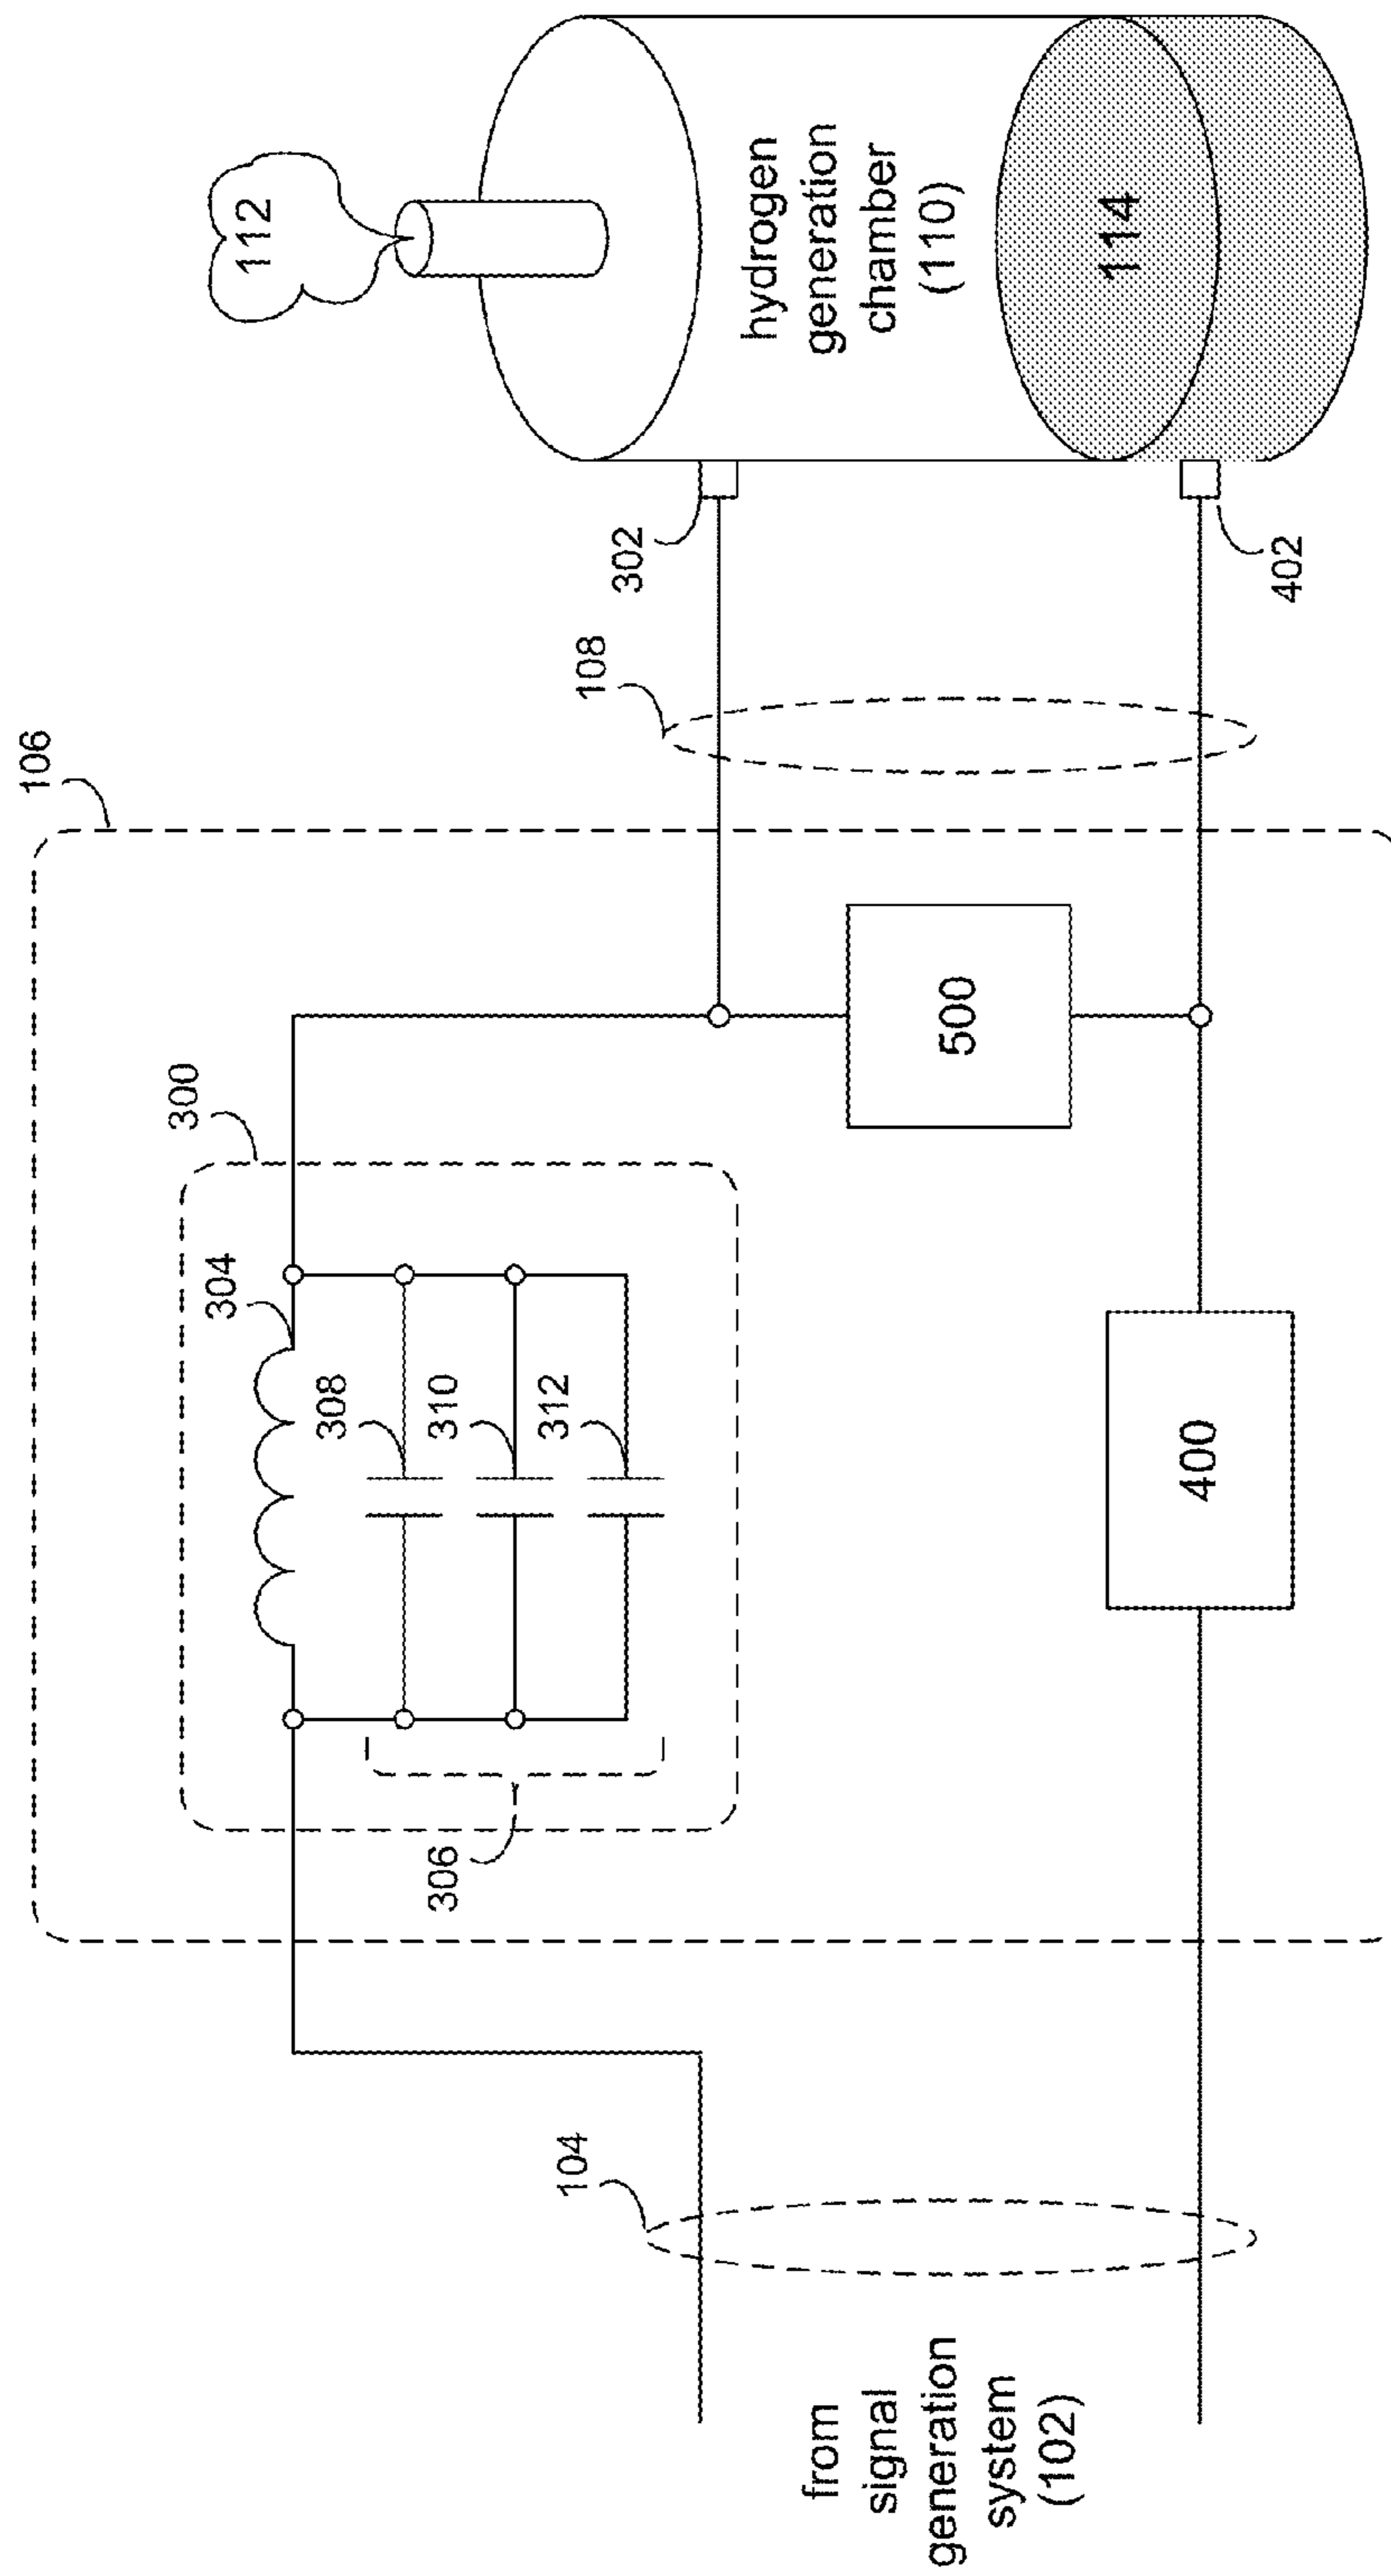 106
112
300
304
308
310
312
306
108
302
hydrogen
generation
chamber
(110)
104
500
114
from
signal
generation
system
(102)
400
402